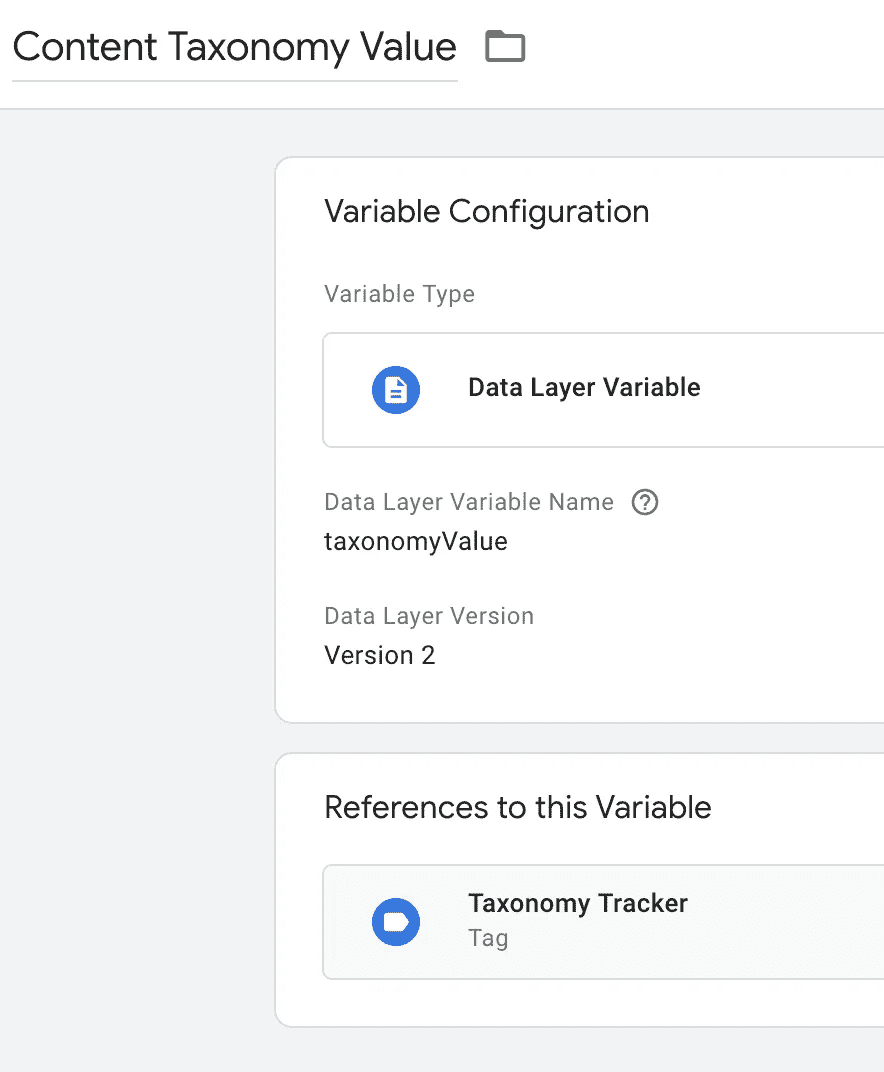 Content Taxonomy Value
Variable Configuration
Variable Type
Data Layer Variable
Data Layer Variable Name
taxonomyValue
Data Layer Version
Version 2
References to this Variable
Taxonomy Tracker
Tag